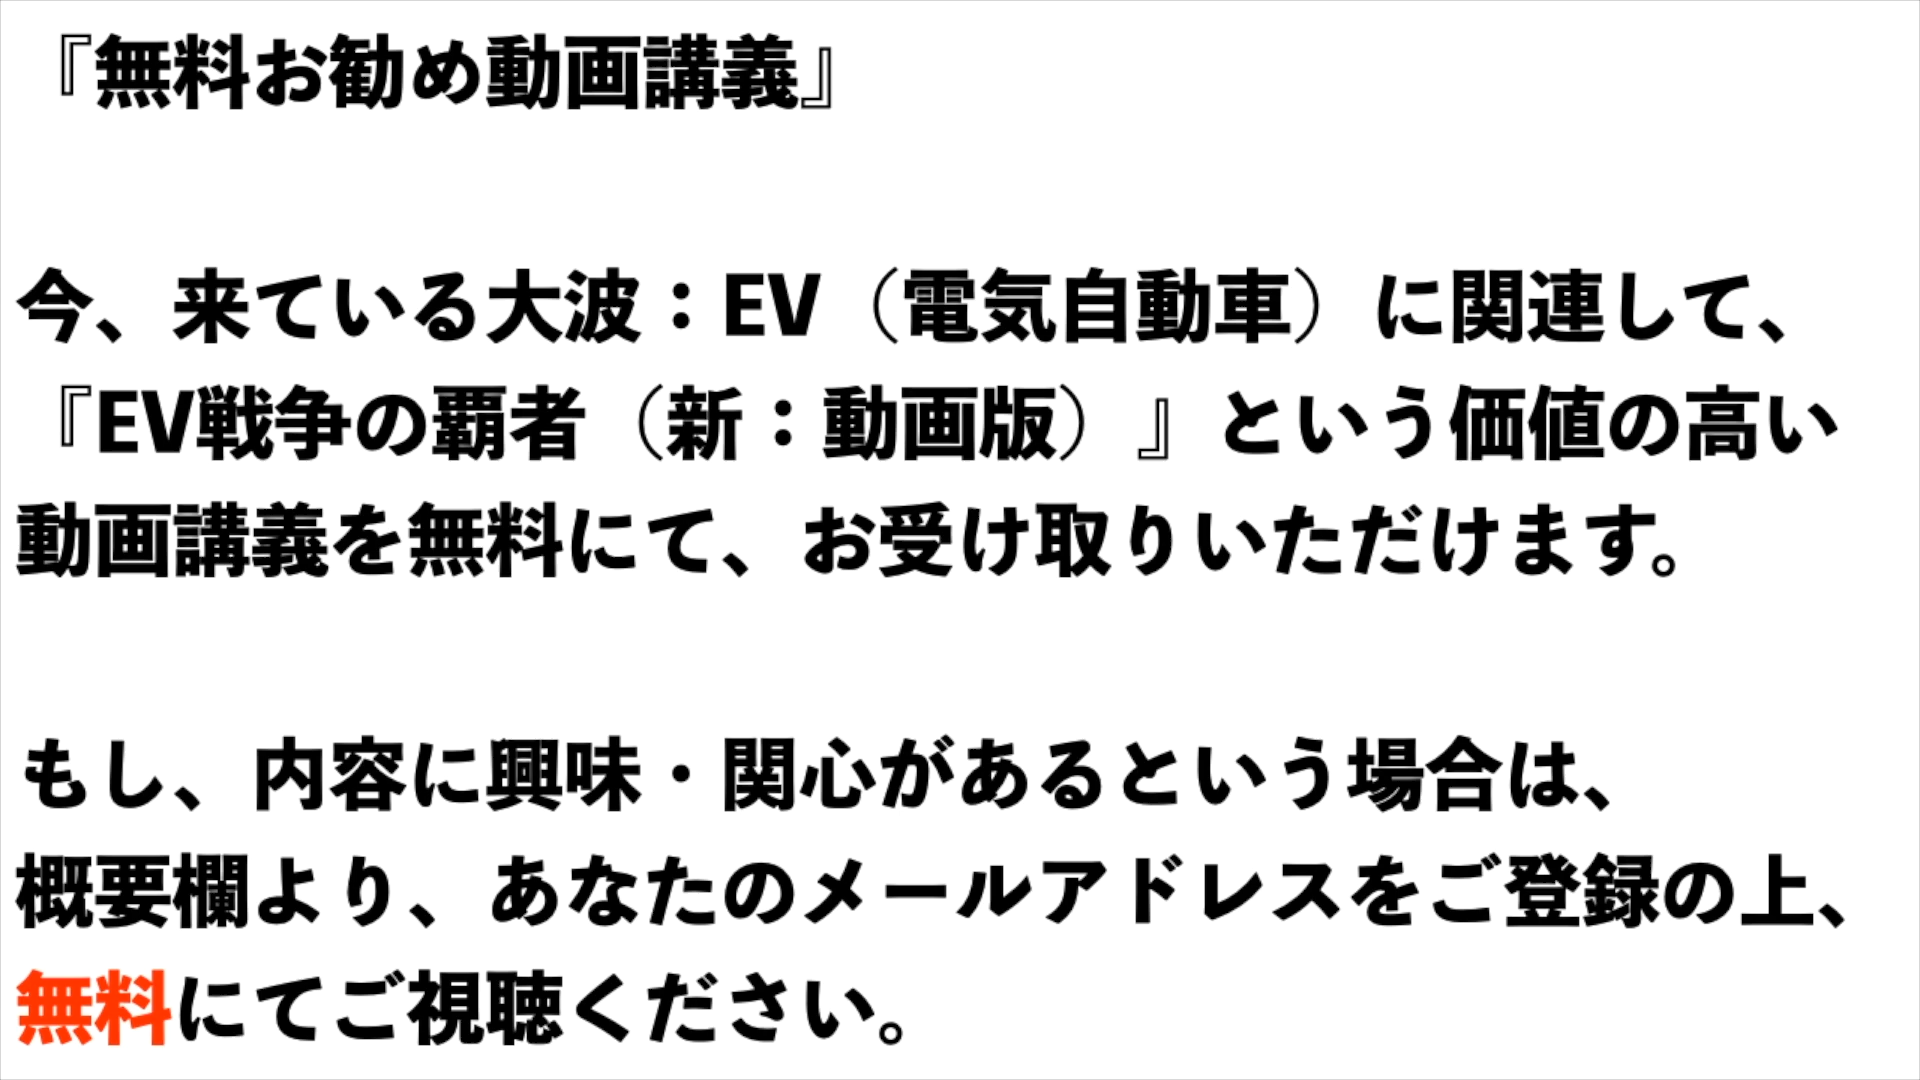 『無料お勧め動画講義』
今、来ている大波：EV（電気自動車）に関連して、
『EV戦争の覇者（新：動画版）』という価値の高い
動画講義を無料にて、お受け取りいただけます。
もし、内容に興味・関心があるという場合は、
概要欄より、あなたのメールアドレスをご登録の上、
無料にてご視聴ください。